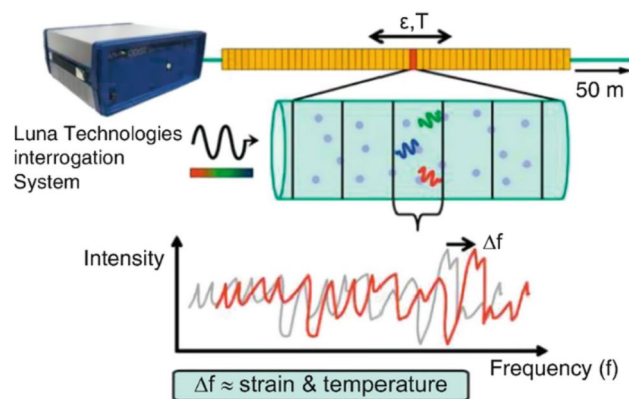 ε,T
50 m
Luna Technologies
interrogation
System
Intensity
Δf
Frequency (f)
Δf ≈ strain & temperature